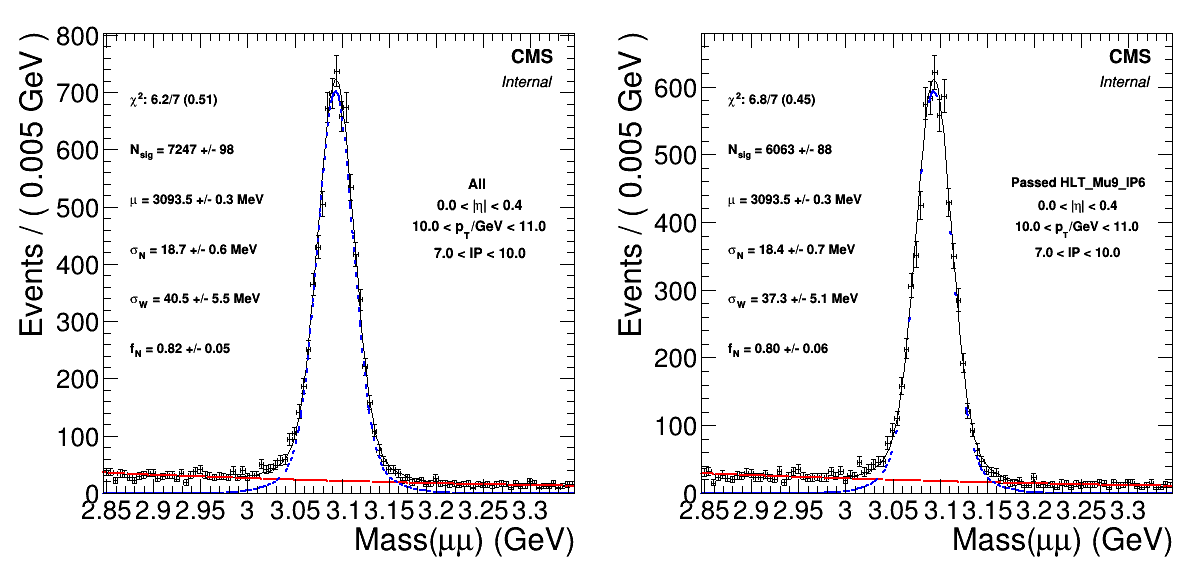 800
700
600
500
400
300
200
100
0
Events / ( 0.005 GeV )
CMS
Internal
χ²: 6.2/7 (0.51)
N_sig = 7247 +/- 98
μ = 3093.5 +/- 0.3 MeV
σ_N = 18.7 +/- 0.6 MeV
σ_W = 40.5 +/- 5.5 MeV
f_N = 0.82 +/- 0.05
All
0.0 < |η| < 0.4
10.0 < p_T/GeV < 11.0
7.0 < IP < 10.0
2.85 2.9 2.95 3 3.05 3.1 3.15 3.2 3.25 3.3
Mass(μμ) (GeV)
600
500
400
300
200
100
0
Events / ( 0.005 GeV )
CMS
Internal
χ²: 6.8/7 (0.45)
N_sig = 6063 +/- 88
μ = 3093.5 +/- 0.3 MeV
σ_N = 18.4 +/- 0.7 MeV
σ_W = 37.3 +/- 5.1 MeV
f_N = 0.80 +/- 0.06
Passed HLT_Mu9_IP6
0.0 < |η| < 0.4
10.0 < p_T/GeV < 11.0
7.0 < IP < 10.0
2.85 2.9 2.95 3 3.05 3.1 3.15 3.2 3.25 3.3
Mass(μμ) (GeV)